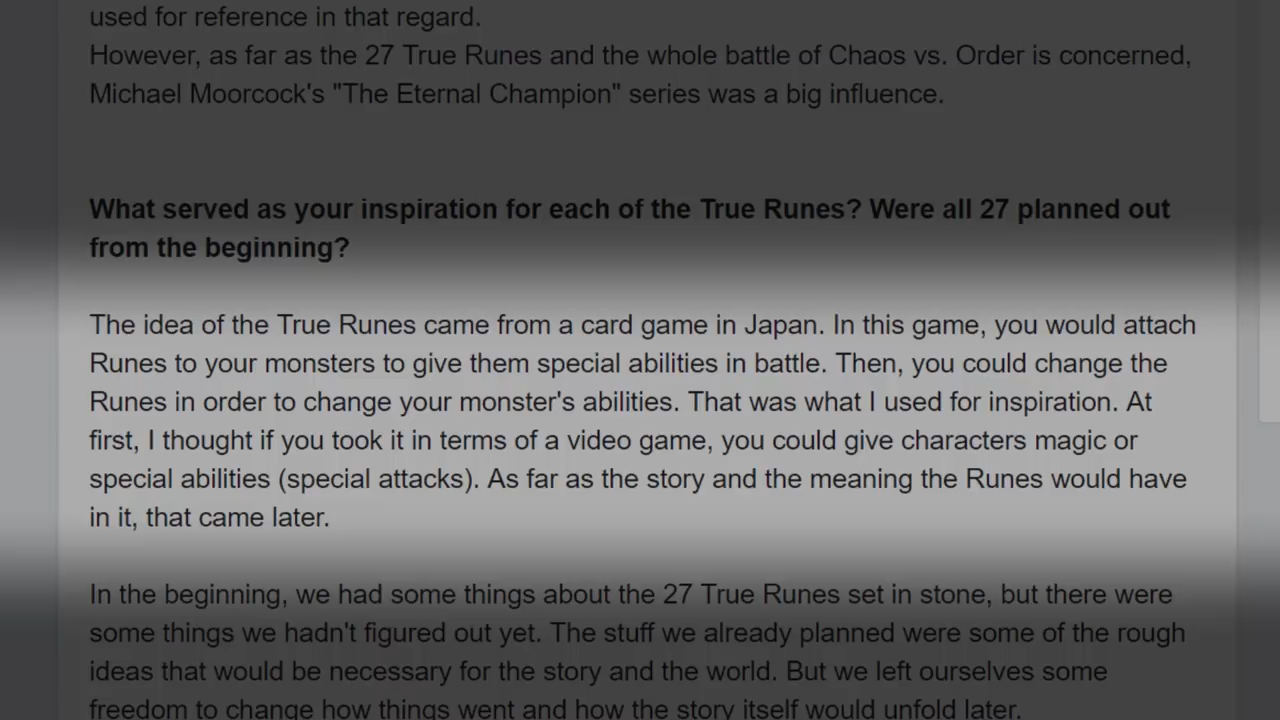 used for reference in that regard.
However, as far as the 27 True Runes and the whole battle of Chaos vs. Order is concerned,
Michael Moorcock's "The Eternal Champion" series was a big influence.
What served as your inspiration for each of the True Runes? Were all 27 planned out
from the beginning?
The idea of the True Runes came from a card game in Japan. In this game, you would attach
Runes to your monsters to give them special abilities in battle. Then, you could change the
Runes in order to change your monster's abilities. That was what I used for inspiration. At
first, I thought if you took it in terms of a video game, you could give characters magic or
special abilities (special attacks). As far as the story and the meaning the Runes would have
in it, that came later.
In the beginning, we had some things about the 27 True Runes set in stone, but there were
some things we hadn't figured out yet. The stuff we already planned were some of the rough
ideas that would be necessary for the story and the world. But we left ourselves some
freedom to change how things went and how the story itself would unfold later.